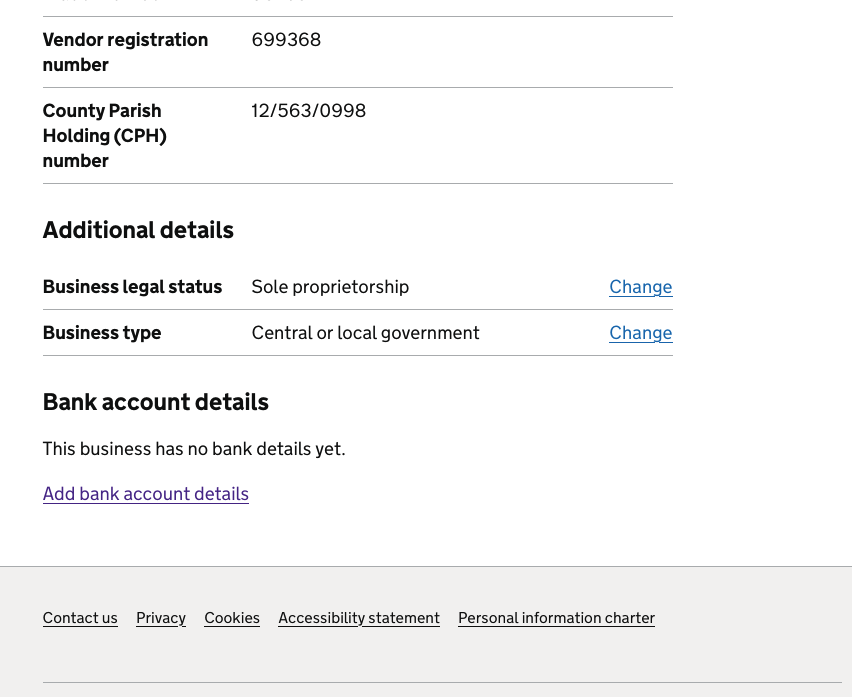 Vendor registration number 699368
County Parish Holding (CPH) number 12/563/0998
Additional details
Business legal status Sole proprietorship Change
Business type Central or local government Change
Bank account details
This business has no bank details yet.
Add bank account details
Contact us Privacy Cookies Accessibility statement Personal information charter